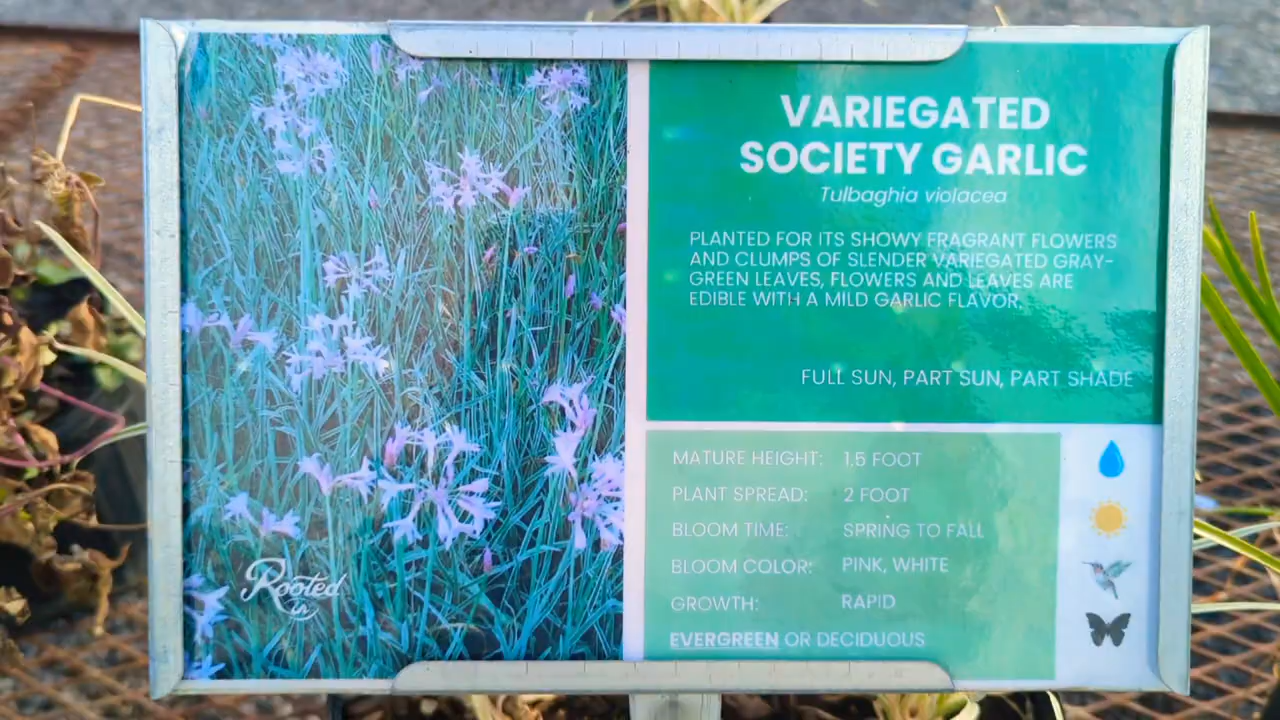 VARIEGATED
SOCIETY GARLIC
Tulbaghia violacea
PLANTED FOR ITS SHOWY FRAGRANT FLOWERS
AND CLUMPS OF SLENDER VARIEGATED GRAY-
GREEN LEAVES, FLOWERS AND LEAVES ARE
EDIBLE WITH A MILD GARLIC FLAVOR.
FULL SUN, PART SUN, PART SHADE
MATURE HEIGHT: 1.5 FOOT
PLANT SPREAD: 2 FOOT
BLOOM TIME: SPRING TO FALL
BLOOM COLOR: PINK, WHITE
GROWTH: RAPID
EVERGREEN OR DECIDUOUS
Rooted
in